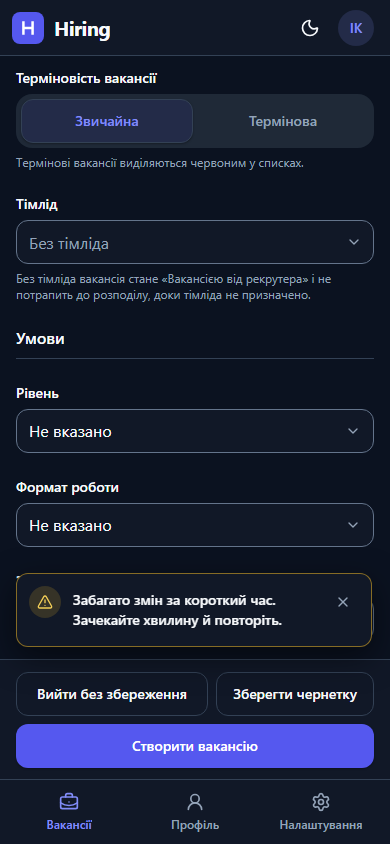 H Hiring
ІК
Терміновість вакансії
Звичайна
Термінова
Термінові вакансії виділяються червоним у списках.
Тімлід
Без тімліда
Без тімліда вакансія стане «Вакансією від рекрутера» і не
потрапить до розподілу, доки тімліда не призначено.
Умови
Рівень
Не вказано
Формат роботи
Не вказано
Забагато змін за короткий час.
Зачекайте хвилину й повторіть.
Вийти без збереження
Зберегти чернетку
Створити вакансію
Вакансії
Профіль
Налаштування